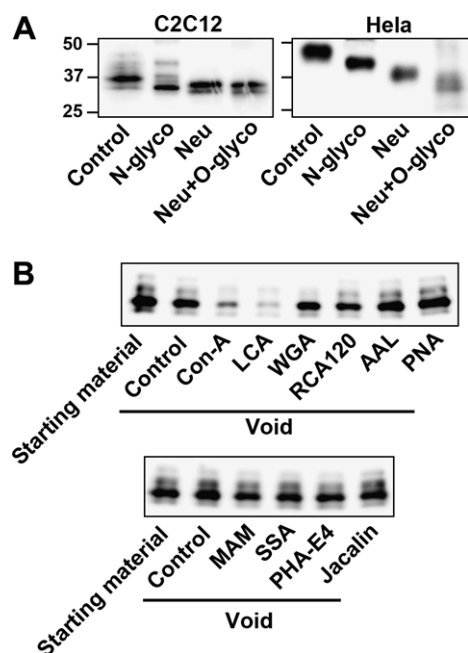 A
C2C12
Hela
50
37
25
Control
N-glyco
Neu
Neu+O-glyco
Control
N-glyco
Neu
Neu+O-glyco
B
Starting material
Control
Con-A
LCA
WGA
RCA120
AAL
PNA
Void
Starting material
Control
MAM
SSA
PHA-E4
Jacalin
Void